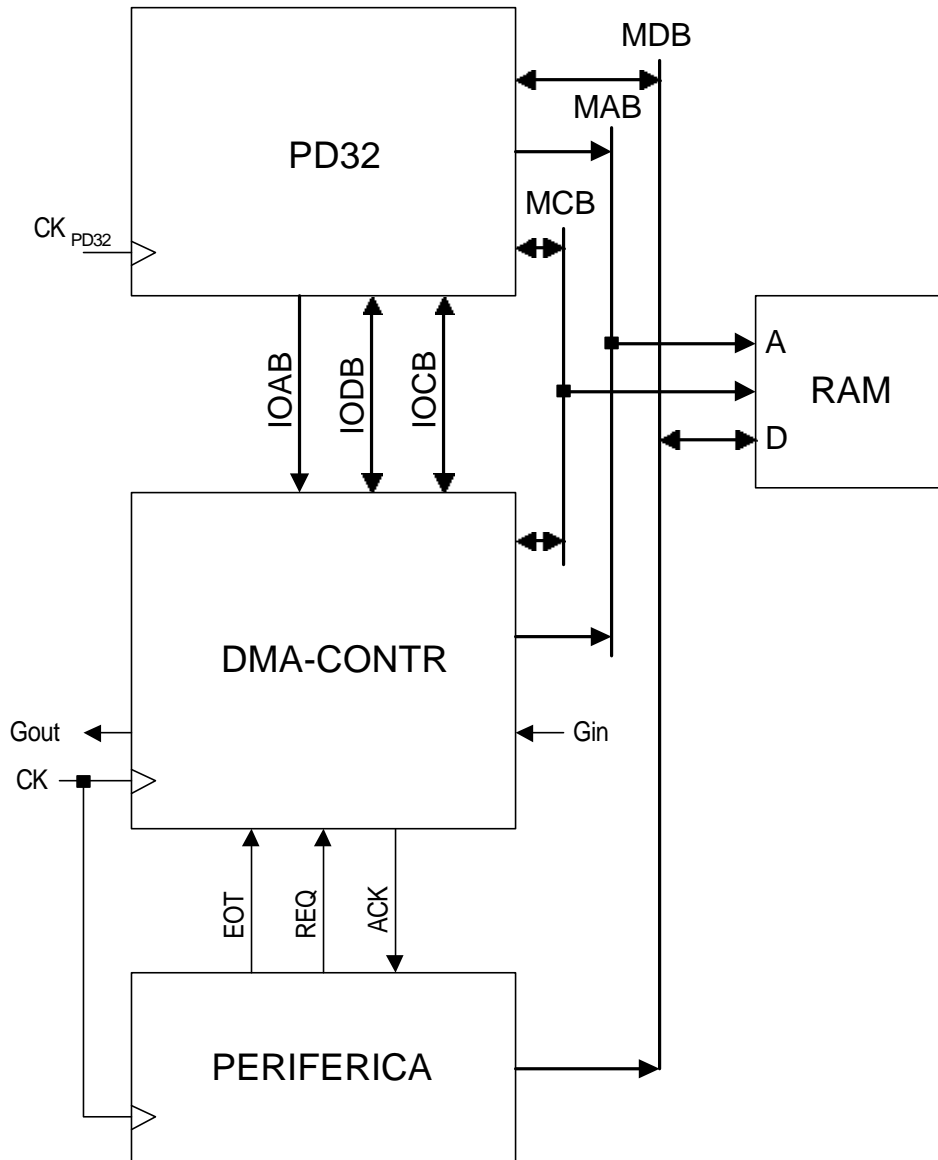 MDB
MAB
PD32
MCB
CK PD32
IOAB
IODB
IOCB
A
RAM
D
DMA-CONTR
Gout
Gin
CK
EOT
REQ
ACK
PERIFERICA